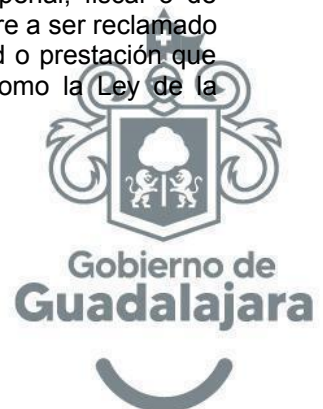 penal, fiscal o de
re a ser reclamado
d o prestación que
omo la Ley de la
Gobierno de
Guadalajara